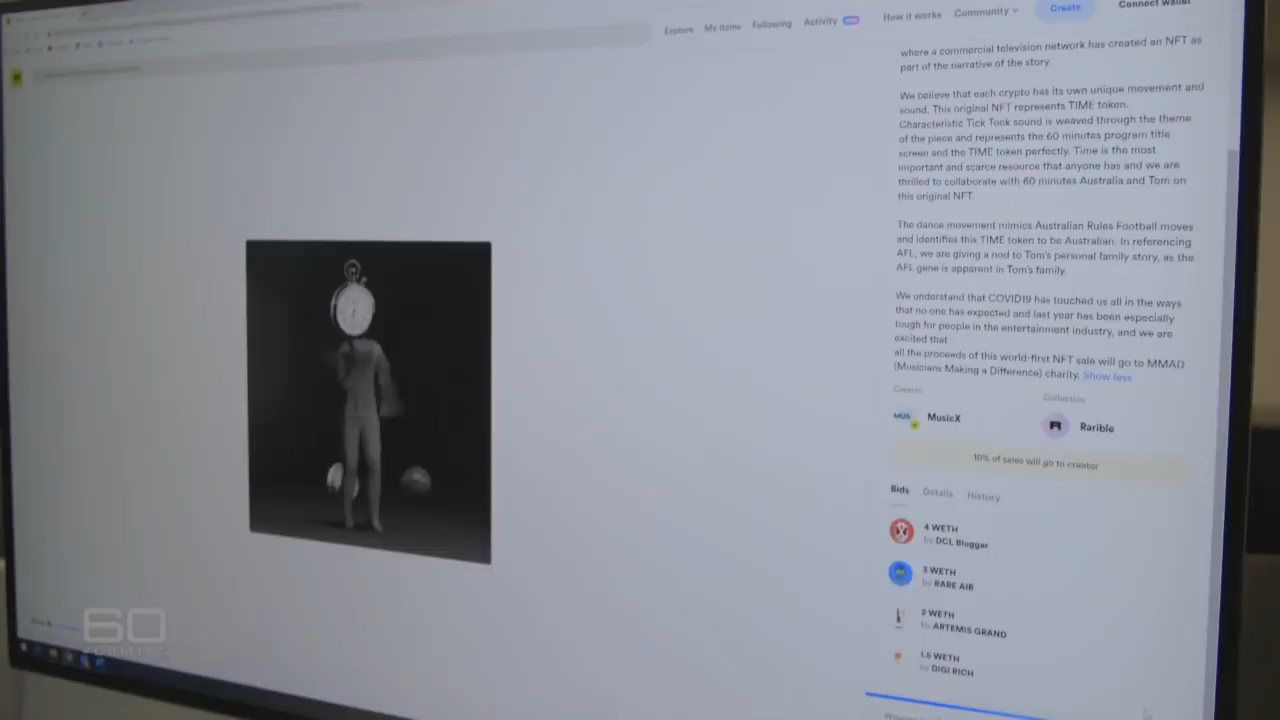 Explore My items Following Activity How it works Community Create Connect wallet
where a commercial television network has created an NFT as
part of the narrative of the story.
We believe that each crypto has its own unique movement and
sound. This original NFT represents TIME token.
Characteristic Tick Tock sound is weaved through the theme
of the piece and represents the 60 minutes program title
screen and the TIME token perfectly. Time is the most
important and scarce resource that anyone has and we are
thrilled to collaborate with 60 minutes Australia and Tom on
this original NFT.
The dance movement mimics Australian Rules Football moves
and identifies this TIME token to be Australian. In referencing
AFL, we are giving a nod to Tom's personal family story, as the
AFL gene is apparent in Tom's family.
We understand that COVID19 has touched us all in the ways
that no one has expected and last year has been especially
tough for people in the entertainment industry, and we are
excited that
all the proceeds of this world-first NFT sale will go to MMAD
(Musicians Making a Difference) charity. Show less
Creator Collection
MUS MusicX Rarible
10% of sales will go to creator
Bids Details History
4 WETH
by DCL Blogger
3 WETH
by RARE AIR
2 WETH
by ARTEMIS GRAND
1.5 WETH
by DIGI RICH
60